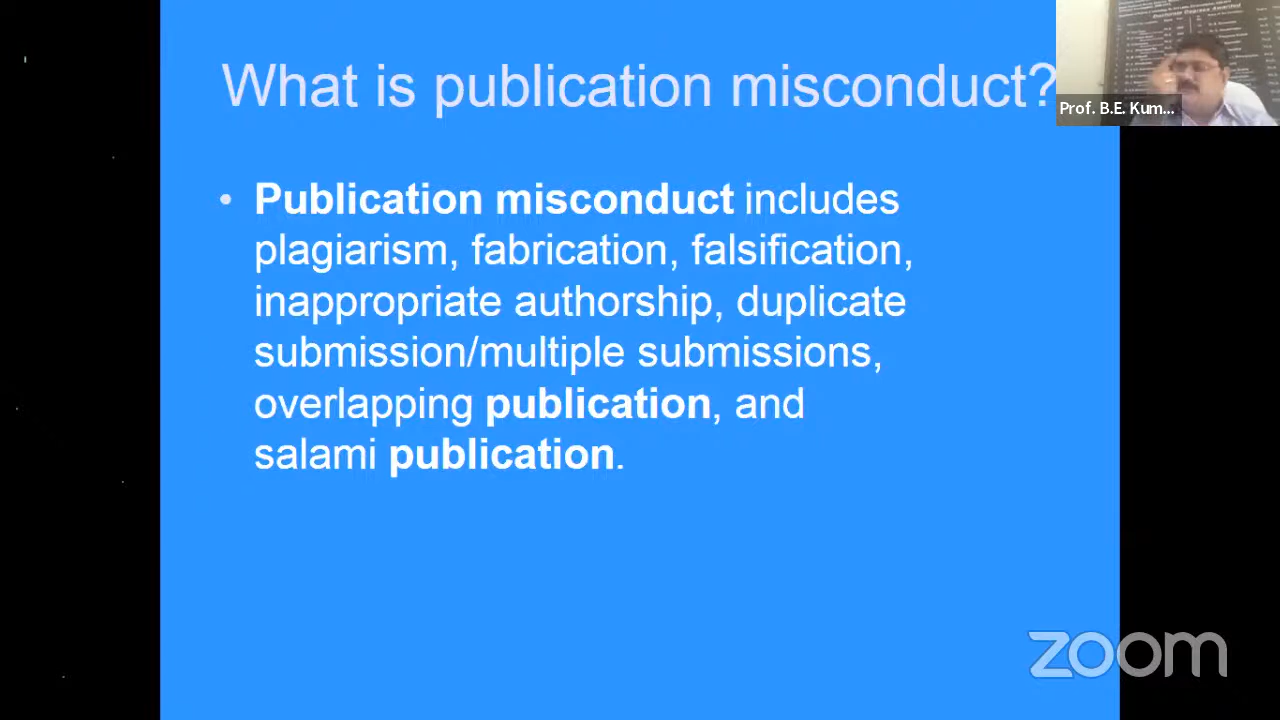 What is publication misconduct?
Prof. B.E. Kum...
• Publication misconduct includes
plagiarism, fabrication, falsification,
inappropriate authorship, duplicate
submission/multiple submissions,
overlapping publication, and
salami publication.
zoom